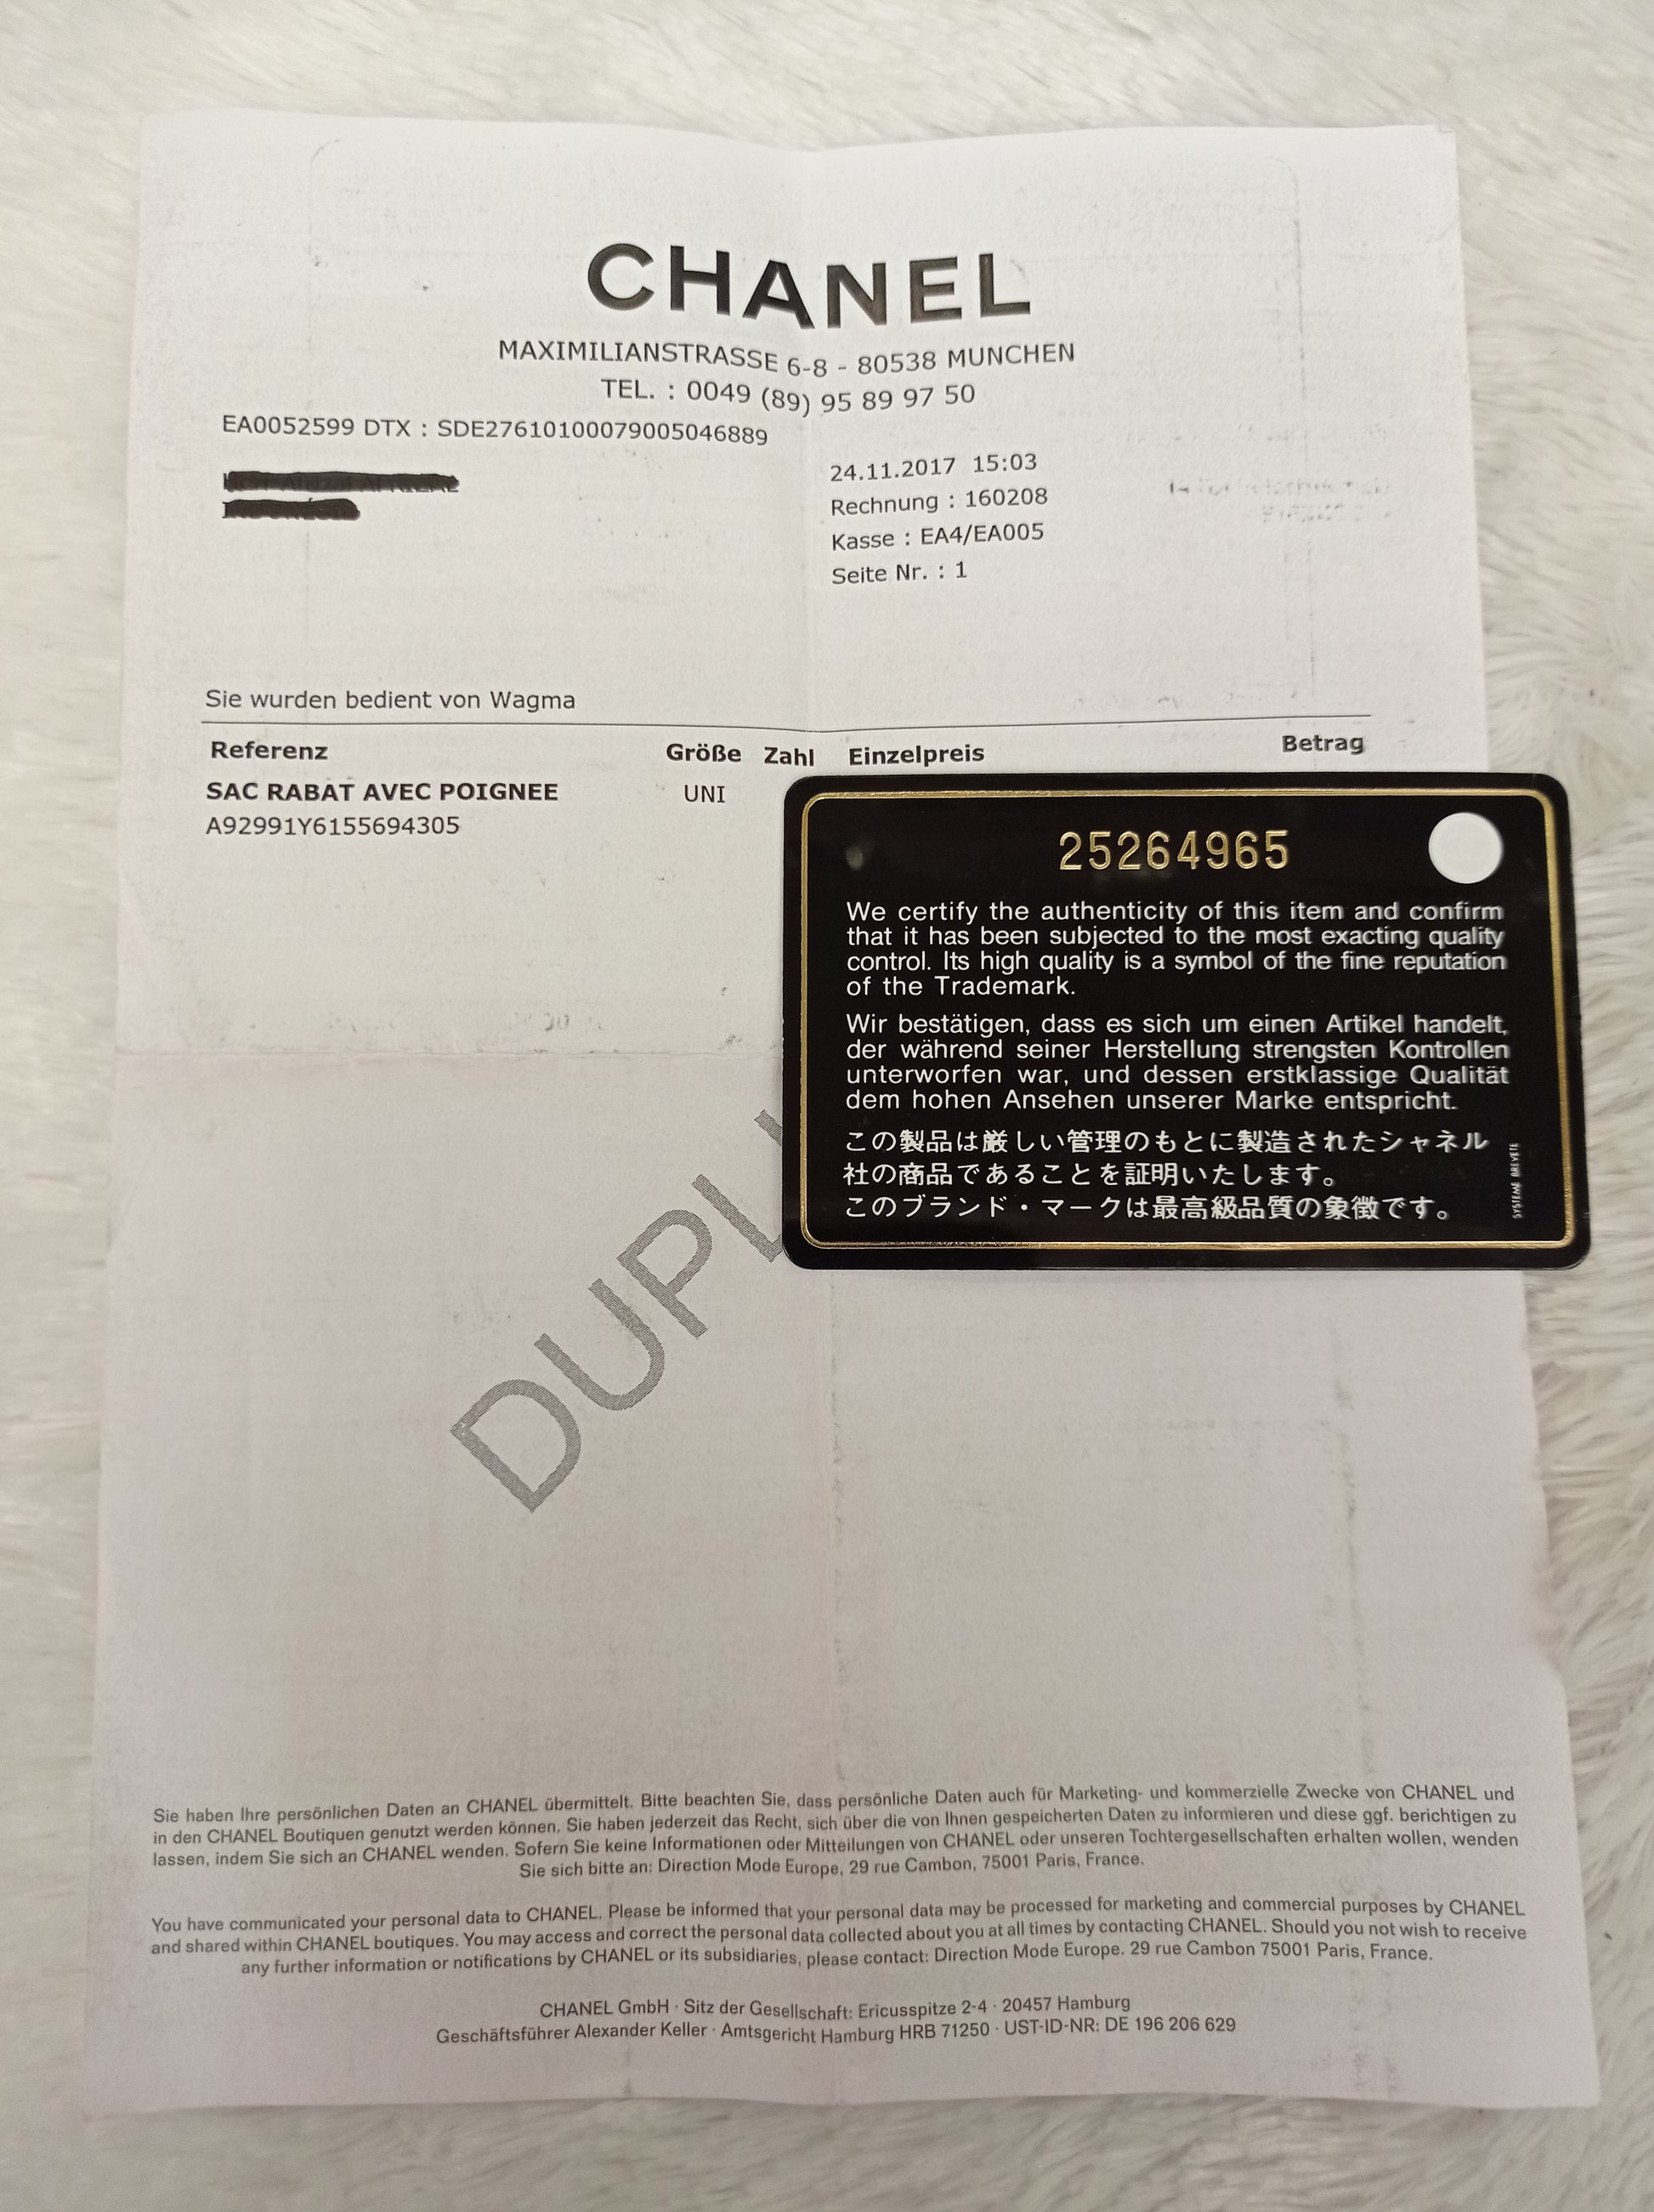 CHANEL
MAXIMILIANSTRASSE 6-8 - 80538 MUNCHEN
TEL. : 0049 (89) 95 89 97 50
EA0052599 DTX : SDE27610100079005046889
24.11.2017 15:03
Rechnung : 160208
Kasse : EA4/EA005
Seite Nr. : 1
Sie wurden bedient von Wagma
Referenz Größe Zahl Einzelpreis Betrag
SAC RABAT AVEC POIGNEE UNI
A92991Y6155694305
25264965
We certify the authenticity of this item and confirm
that it has been subjected to the most exacting quality
control. Its high quality is a symbol of the fine reputation
of the Trademark.
Wir bestätigen, dass es sich um einen Artikel handelt,
der während seiner Herstellung strengsten Kontrollen
unterworfen war, und dessen erstklassige Qualität
dem hohen Ansehen unserer Marke entspricht.
この製品は厳しい管理のもとに製造されたシャネル
社の商品であることを証明いたします。
このブランド・マークは最高級品質の象徴です。
SYSTEME BREVETE
DUPL
Sie haben Ihre persönlichen Daten an CHANEL übermittelt. Bitte beachten Sie, dass persönliche Daten auch für Marketing- und kommerzielle Zwecke von CHANEL und
in den CHANEL Boutiquen genutzt werden können. Sie haben jederzeit das Recht, sich über die von Ihnen gespeicherten Daten zu informieren und diese ggf. berichtigen zu
lassen, indem Sie sich an CHANEL wenden. Sofern Sie keine Informationen oder Mitteilungen von CHANEL oder unseren Tochtergesellschaften erhalten wollen, wenden
Sie sich bitte an: Direction Mode Europe, 29 rue Cambon, 75001 Paris, France.
You have communicated your personal data to CHANEL. Please be informed that your personal data may be processed for marketing and commercial purposes by CHANEL
and shared within CHANEL boutiques. You may access and correct the personal data collected about you at all times by contacting CHANEL. Should you not wish to receive
any further information or notifications by CHANEL or its subsidiaries, please contact: Direction Mode Europe. 29 rue Cambon 75001 Paris, France.
CHANEL GmbH · Sitz der Gesellschaft: Ericusspitze 2-4 · 20457 Hamburg
Geschäftsführer Alexander Keller · Amtsgericht Hamburg HRB 71250 · UST-ID-NR: DE 196 206 629